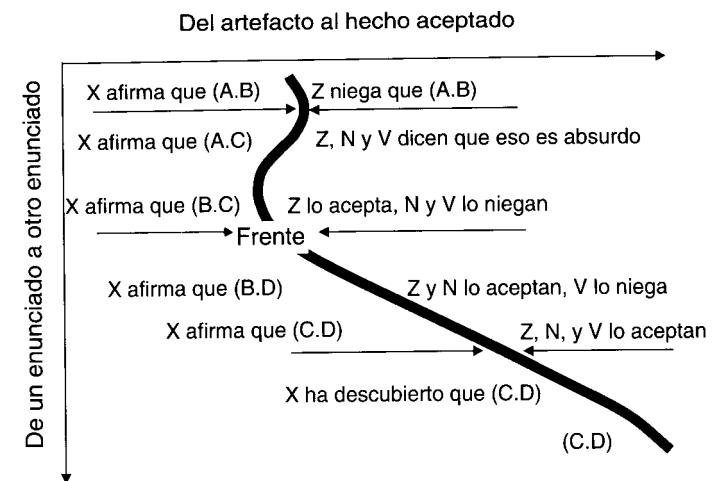 Del artefacto al hecho aceptado
De un enunciado a otro enunciado
X afirma que (A.B) Z niega que (A.B)
X afirma que (A.C) Z, N y V dicen que eso es absurdo
X afirma que (B.C) Z lo acepta, N y V lo niegan
Frente
X afirma que (B.D) Z y N lo aceptan, V lo niega
X afirma que (C.D) Z, N, y V lo aceptan
X ha descubierto que (C.D)
(C.D)